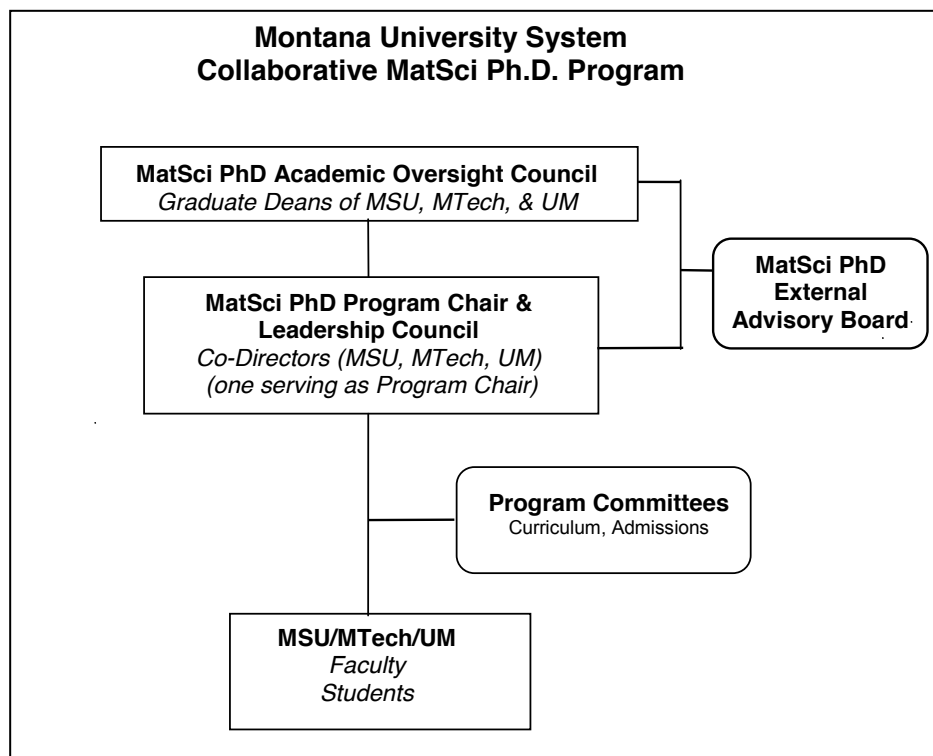 Montana University System
Collaborative MatSci Ph.D. Program
MatSci PhD Academic Oversight Council
Graduate Deans of MSU, MTech, & UM
MatSci PhD
External
Advisory Board
MatSci PhD Program Chair &
Leadership Council
Co-Directors (MSU, MTech, UM)
(one serving as Program Chair)
Program Committees
Curriculum, Admissions
MSU/MTech/UM
Faculty
Students